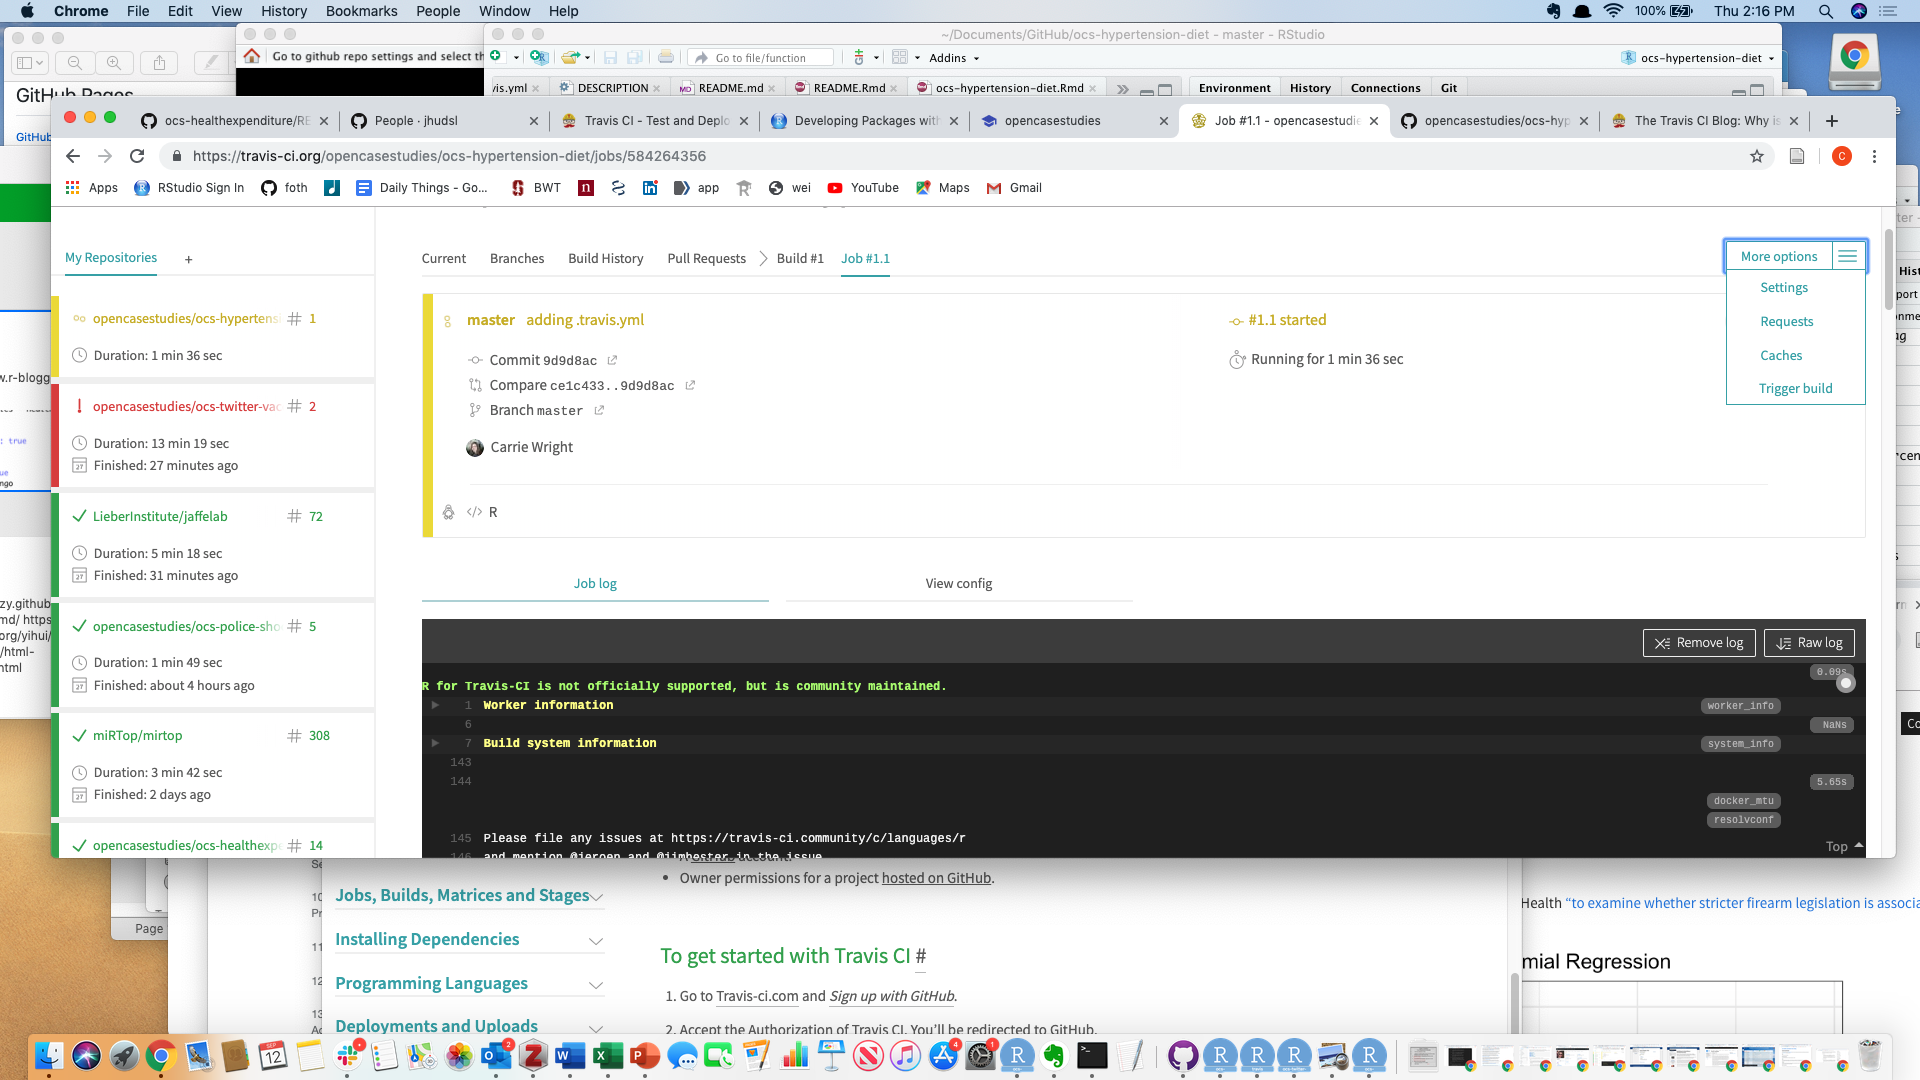 Chrome File Edit View History Bookmarks People Window Help
100% Thu 2:16 PM
~/Documents/GitHub/ocs-hypertension-diet - master - RStudio
Go to github repo settings and select th
Go to file/function Addins ocs-hypertension-diet
GitHub Pages
vis.yml DESCRIPTION README.md README.Rmd ocs-hypertension-diet.Rmd Environment History Connections Git
ocs-healthexpenditure/RE People · jhudsl Travis CI - Test and Deplo Developing Packages with opencasestudies Job #1.1 - opencasestudie opencasestudies/ocs-hyp The Travis CI Blog: Why is
https://travis-ci.org/opencasestudies/ocs-hypertension-diet/jobs/584264356
C
Apps RStudio Sign In foth Daily Things - Go... BWT app wei YouTube Maps Gmail
My Repositories +
Current Branches Build History Pull Requests Build #1 Job #1.1
More options
Settings
Requests
Caches
Trigger build
opencasestudies/ocs-hypertensi # 1
Duration: 1 min 36 sec
opencasestudies/ocs-twitter-vac # 2
Duration: 13 min 19 sec
Finished: 27 minutes ago
LieberInstitute/jaffelab # 72
Duration: 5 min 18 sec
Finished: 31 minutes ago
opencasestudies/ocs-police-sho # 5
Duration: 1 min 49 sec
Finished: about 4 hours ago
miRTop/mirtop # 308
Duration: 3 min 42 sec
Finished: 2 days ago
opencasestudies/ocs-healthexpe # 14
master adding .travis.yml
#1.1 started
Commit 9d9d8ac
Running for 1 min 36 sec
Compare ce1c433..9d9d8ac
Branch master
Carrie Wright
</> R
Job log View config
Remove log Raw log
0.09s
R for Travis-CI is not officially supported, but is community maintained.
1 Worker information worker_info
6 NaNs
7 Build system information system_info
143
144 5.65s
docker_mtu
resolvconf
145 Please file any issues at https://travis-ci.community/c/languages/r
146 and mention @jeroen and @jimhester in the issue
Top
Owner permissions for a project hosted on GitHub.
Jobs, Builds, Matrices and Stages
Installing Dependencies
Programming Languages
Deployments and Uploads
To get started with Travis CI #
1. Go to Travis-ci.com and Sign up with GitHub.
2. Accept the Authorization of Travis CI. You'll be redirected to GitHub.
Health "to examine whether stricter firearm legislation is associa
mial Regression
Page